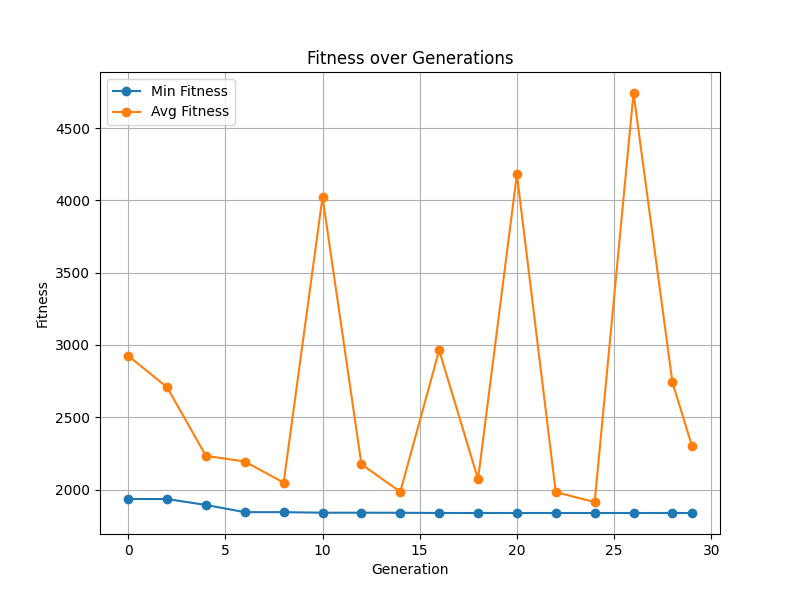 Fitness over Generations
Min Fitness
Avg Fitness
4500
4000
3500
3000
2500
2000
Fitness
0 5 10 15 20 25 30
Generation